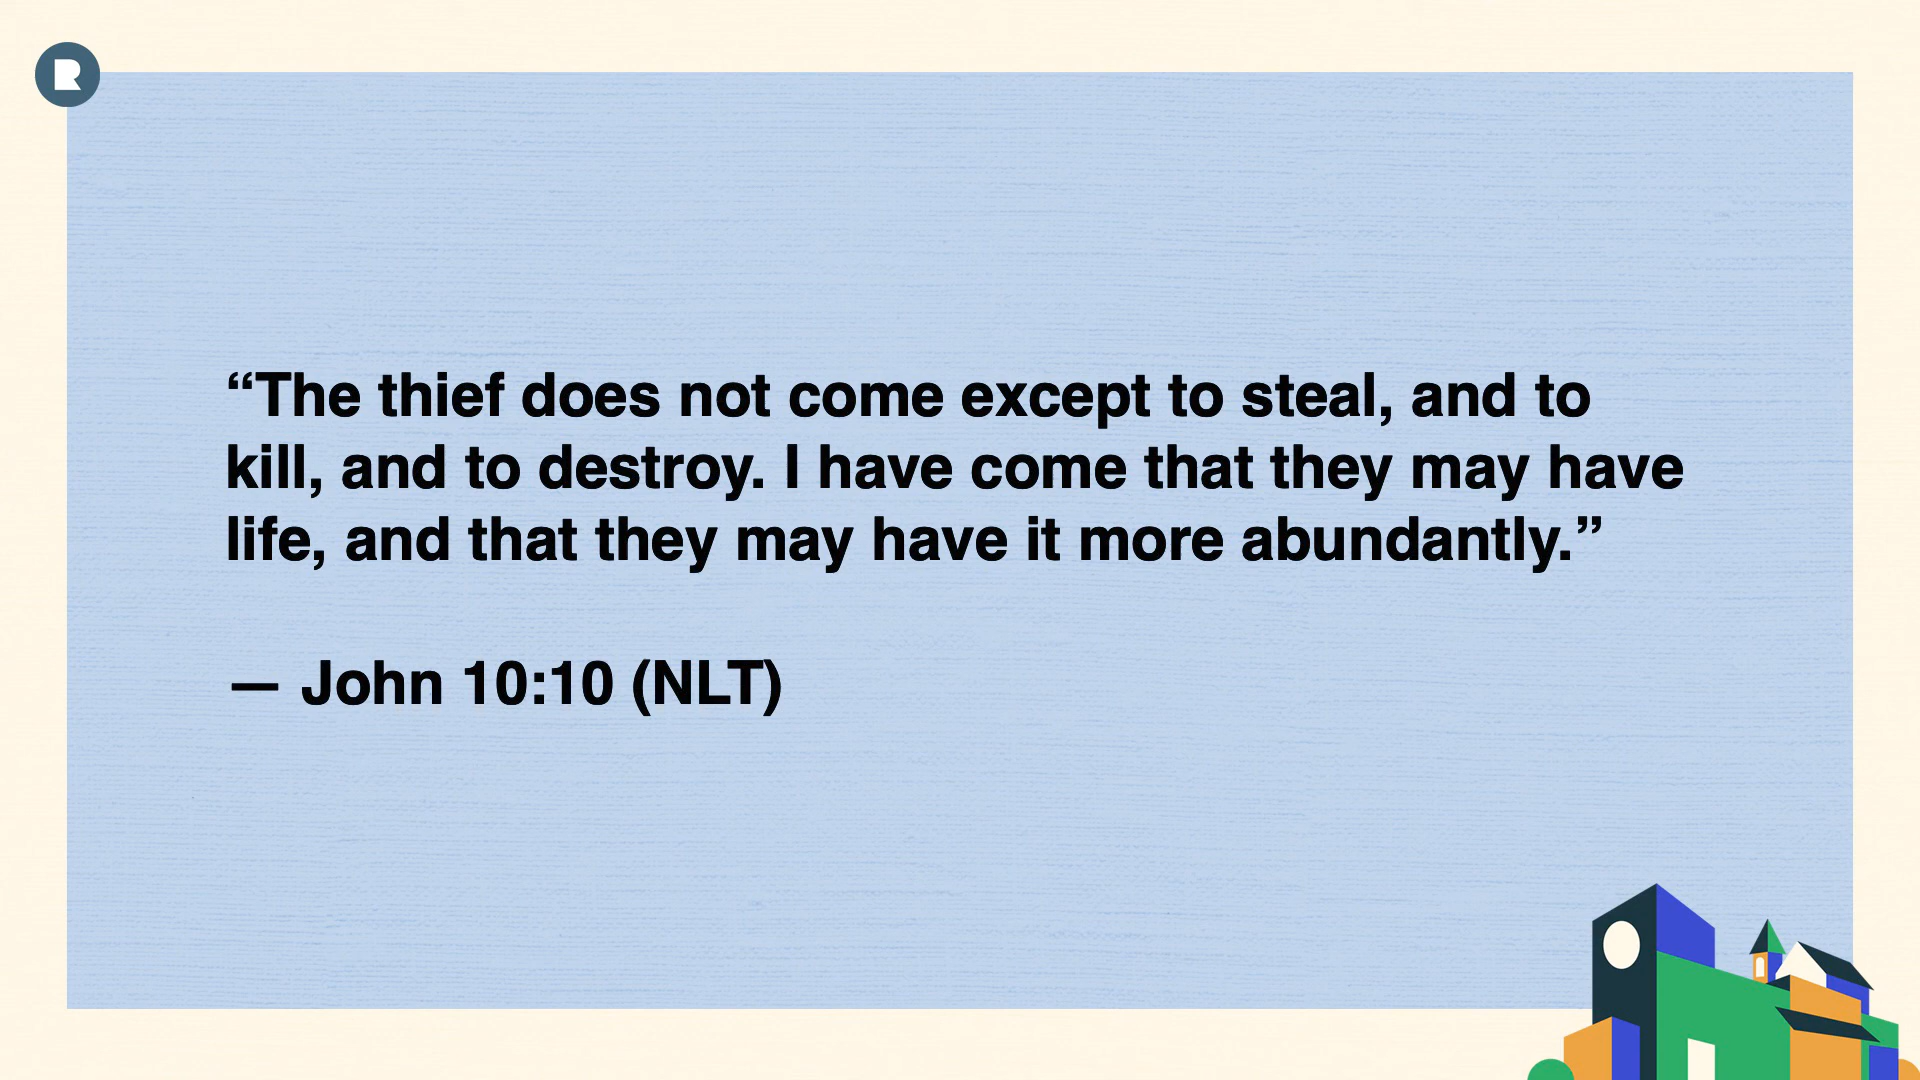 R
“The thief does not come except to steal, and to
kill, and to destroy. I have come that they may have
life, and that they may have it more abundantly.”
— John 10:10 (NLT)